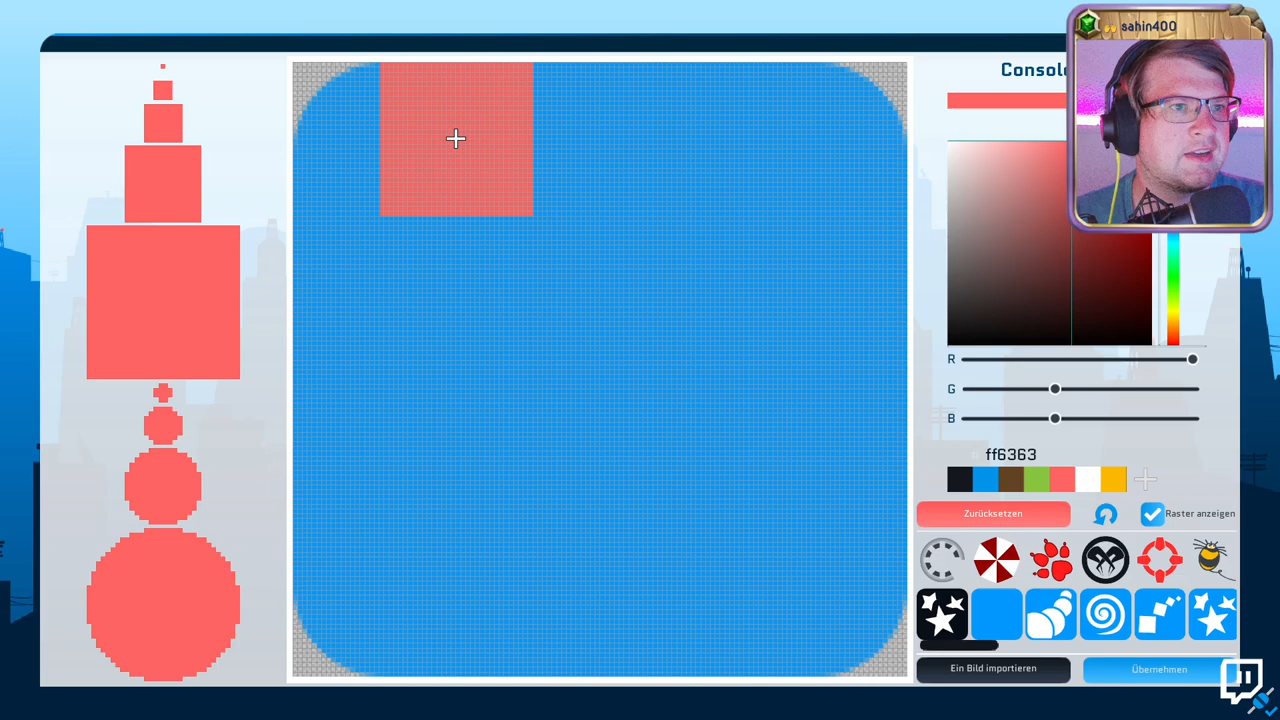 sahin400
Consol
R
G
B
ff6363
Zurücksetzen
Raster anzeigen
Ein Bild importieren
Übernehmen